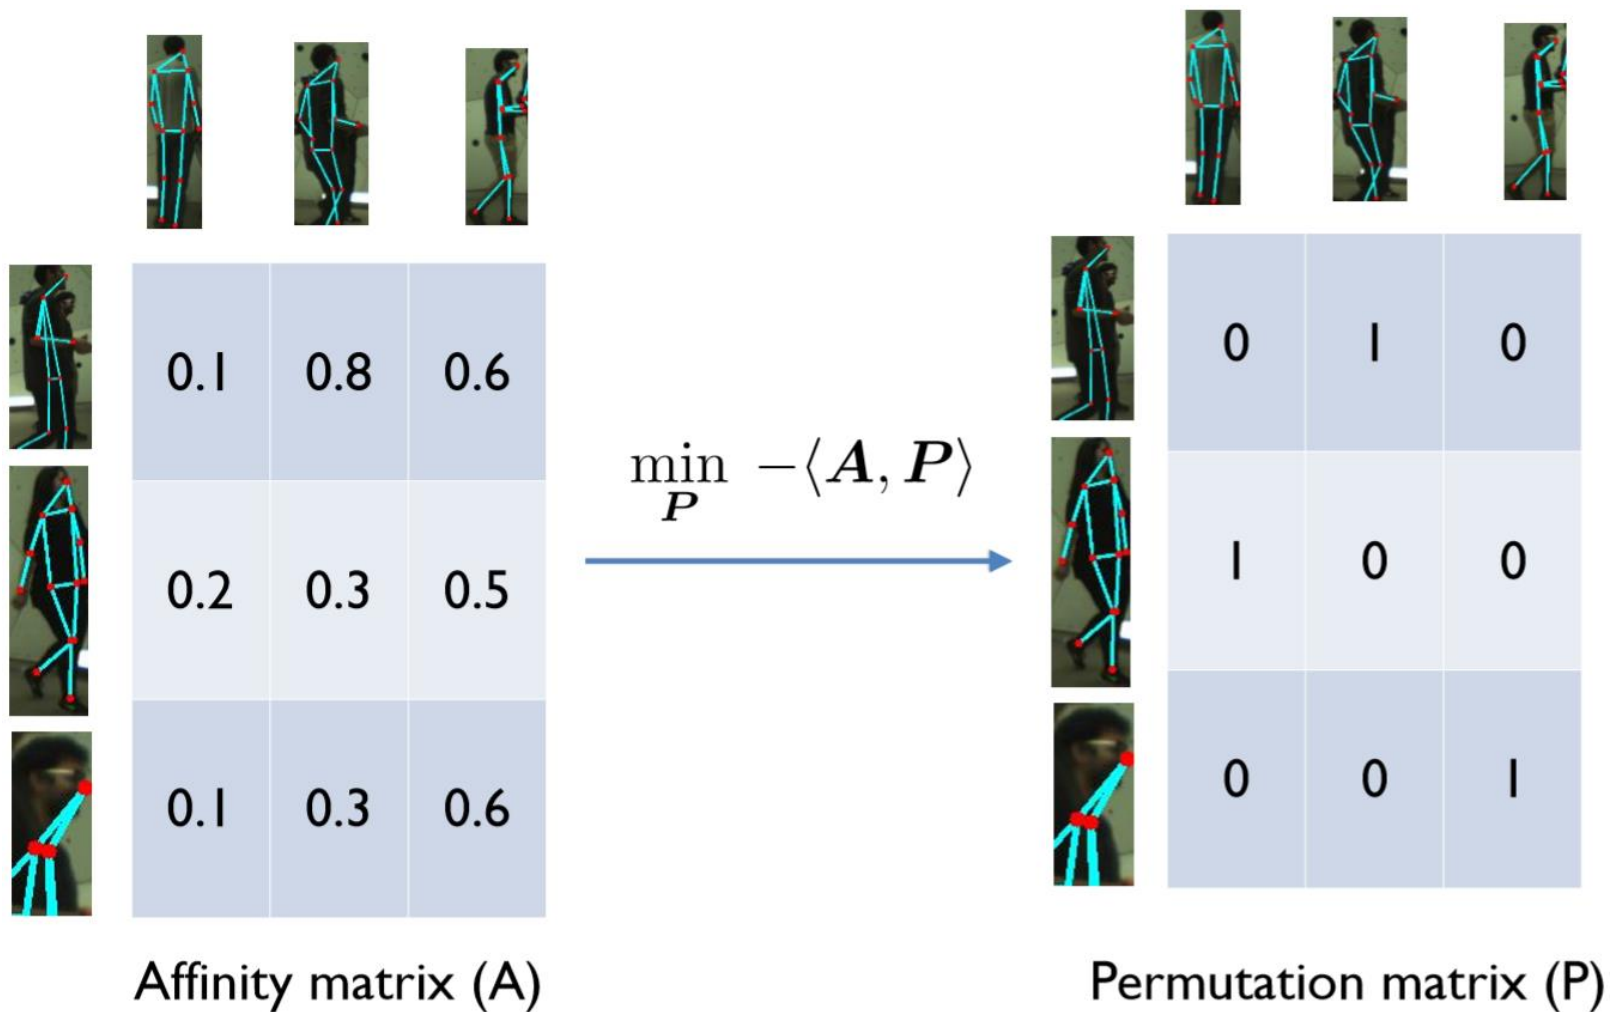 0.1 0.8 0.6
0.2 0.3 0.5
0.1 0.3 0.6
Affinity matrix (A)
min −⟨A, P⟩
P
0 1 0
1 0 0
0 0 1
Permutation matrix (P)